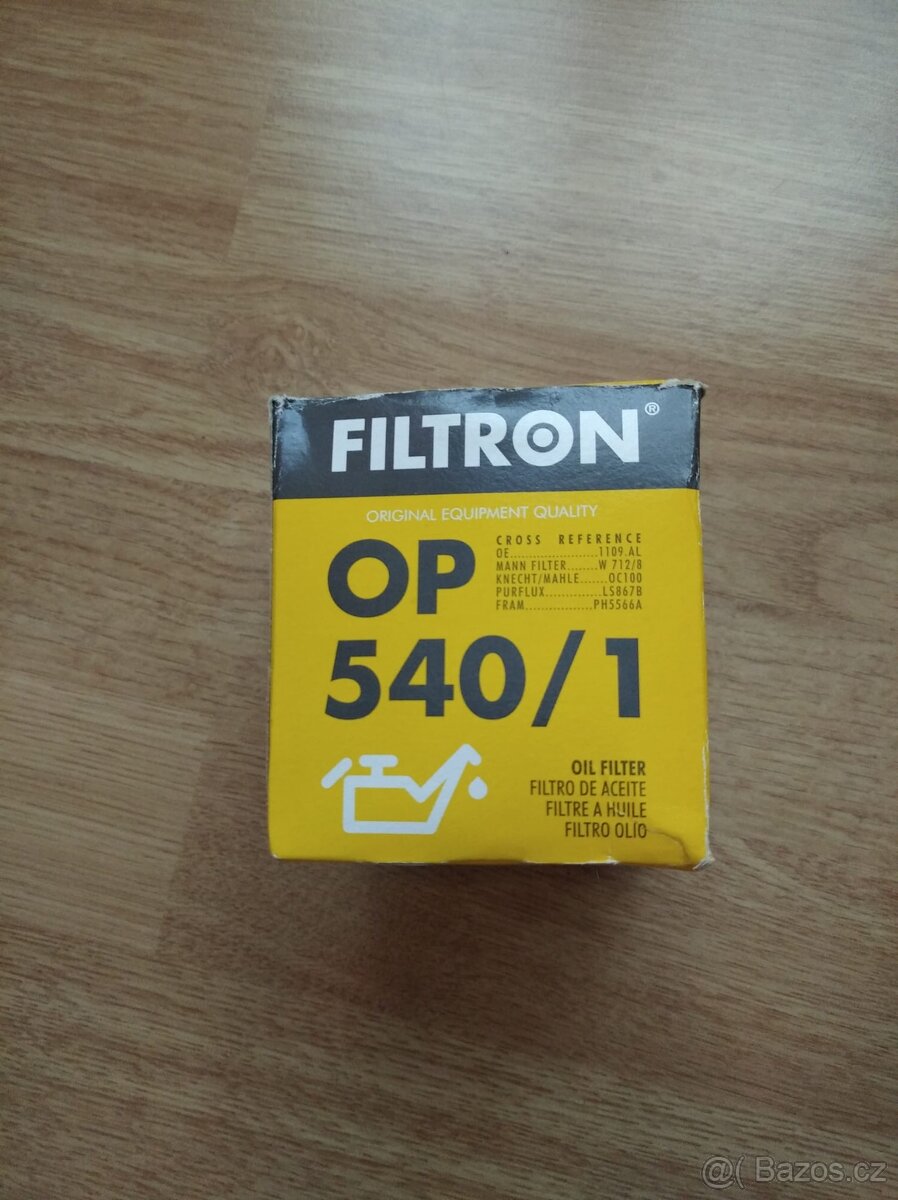 FILTRON®
ORIGINAL EQUIPMENT QUALITY
OP
540/1
CROSS REFERENCE
OE......................1109.AL
MANN FILTER........W 712/8
KNECHT/MAHLE.......OC100
PURFLUX...............LS867B
FRAM..................PH5566A
OIL FILTER
FILTRO DE ACEITE
FILTRE A HUILE
FILTRO OLIO
@( Bazos.cz